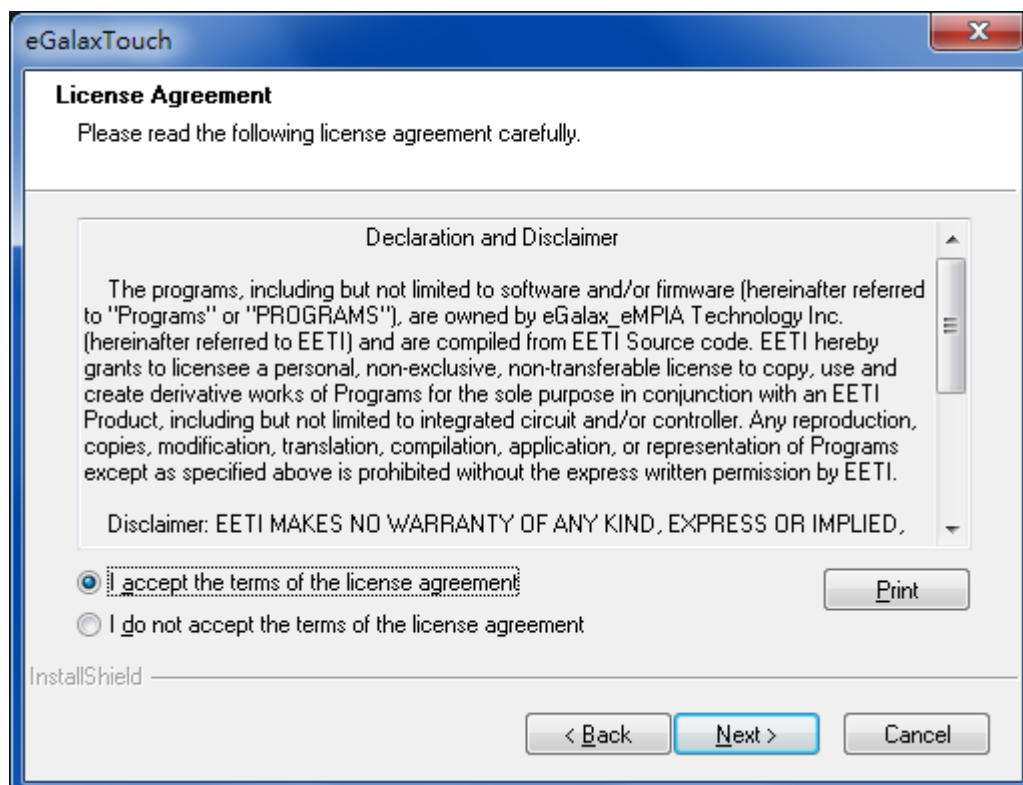 eGalaxTouch
License Agreement
Please read the following license agreement carefully.
Declaration and Disclaimer
The programs, including but not limited to software and/or firmware (hereinafter referred
to "Programs" or "PROGRAMS"), are owned by eGalax_eMPIA Technology Inc.
(hereinafter referred to EETI) and are compiled from EETI Source code. EETI hereby
grants to licensee a personal, non-exclusive, non-transferable license to copy, use and
create derivative works of Programs for the sole purpose in conjunction with an EETI
Product, including but not limited to integrated circuit and/or controller. Any reproduction,
copies, modification, translation, compilation, application, or representation of Programs
except as specified above is prohibited without the express written permission by EETI.
Disclaimer: EETI MAKES NO WARRANTY OF ANY KIND, EXPRESS OR IMPLIED,
I accept the terms of the license agreement
Print
I do not accept the terms of the license agreement
InstallShield
< Back Next > Cancel